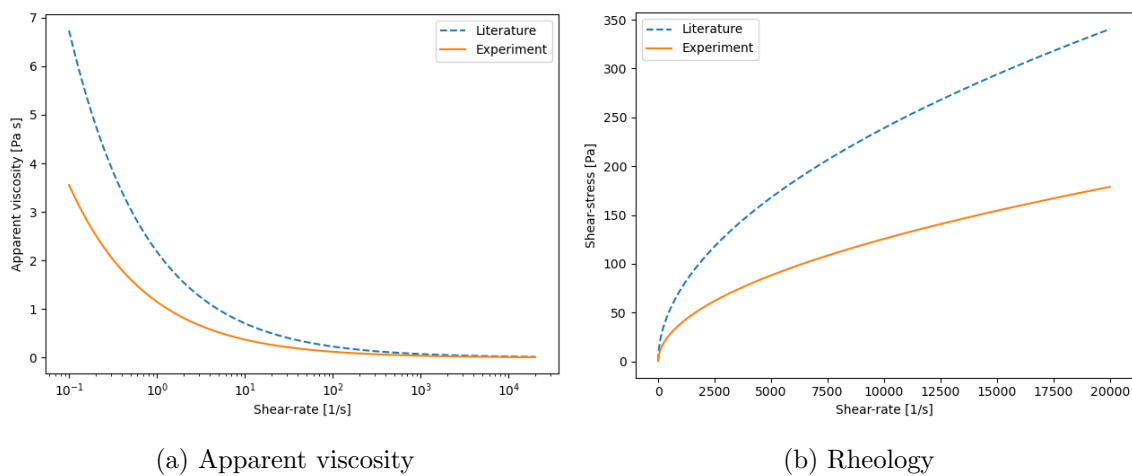 Literature
Experiment
7
6
5
4
3
2
1
0
Apparent viscosity [Pa s]
10⁻¹ 10⁰ 10¹ 10² 10³ 10⁴
Shear-rate [1/s]
(a) Apparent viscosity
Literature
Experiment
350
300
250
200
150
100
50
0
Shear-stress [Pa]
0 2500 5000 7500 10000 12500 15000 17500 20000
Shear-rate [1/s]
(b) Rheology